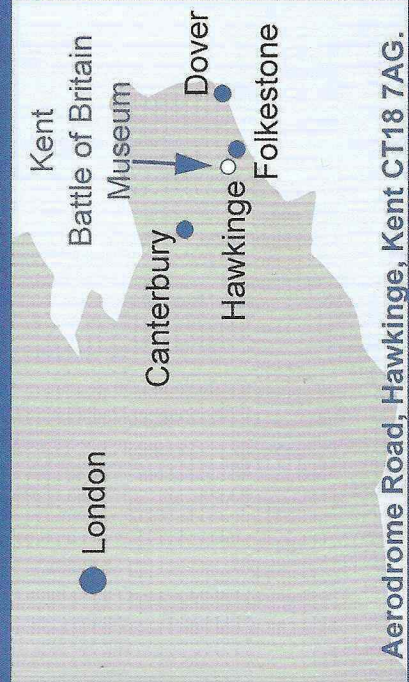 Kent
Battle of Britain
Museum
London
Canterbury
Dover
Hawkinge
Folkestone
Aerodrome Road, Hawkinge, Kent CT18 7AG.